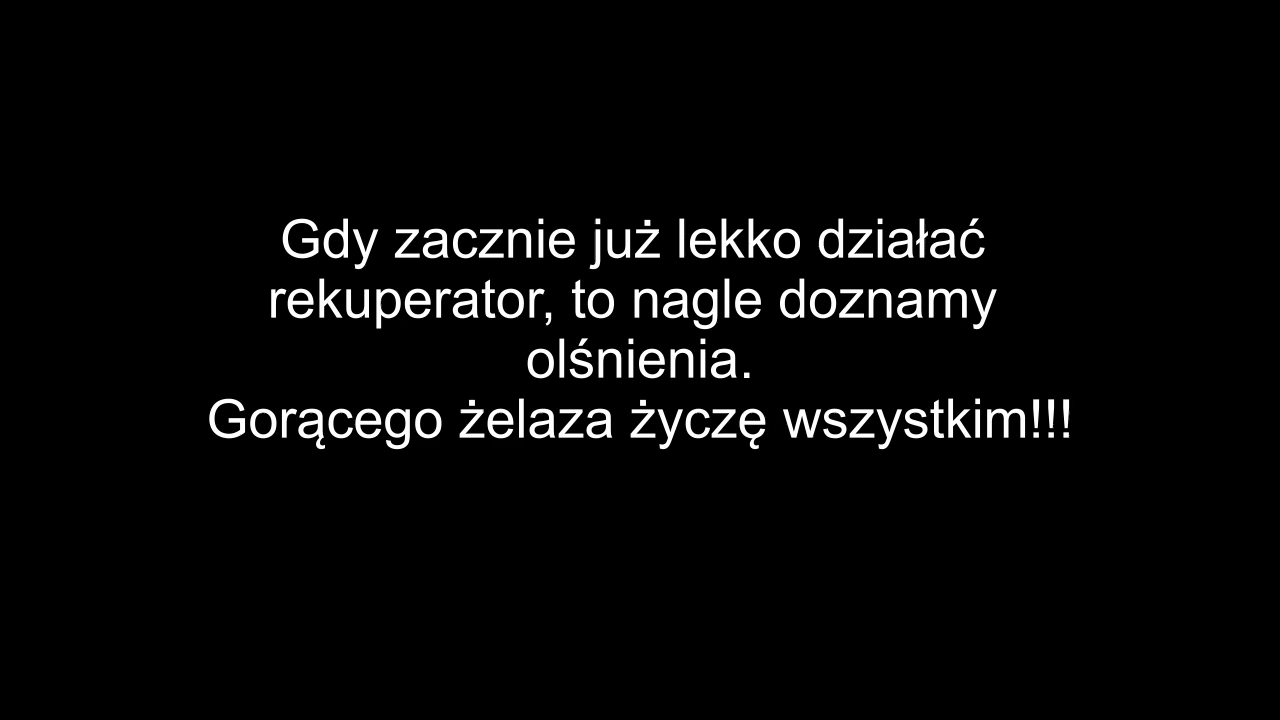 Gdy zacznie już lekko działać
rekuperator, to nagle doznamy
olśnienia.
Gorącego żelaza życzę wszystkim!!!